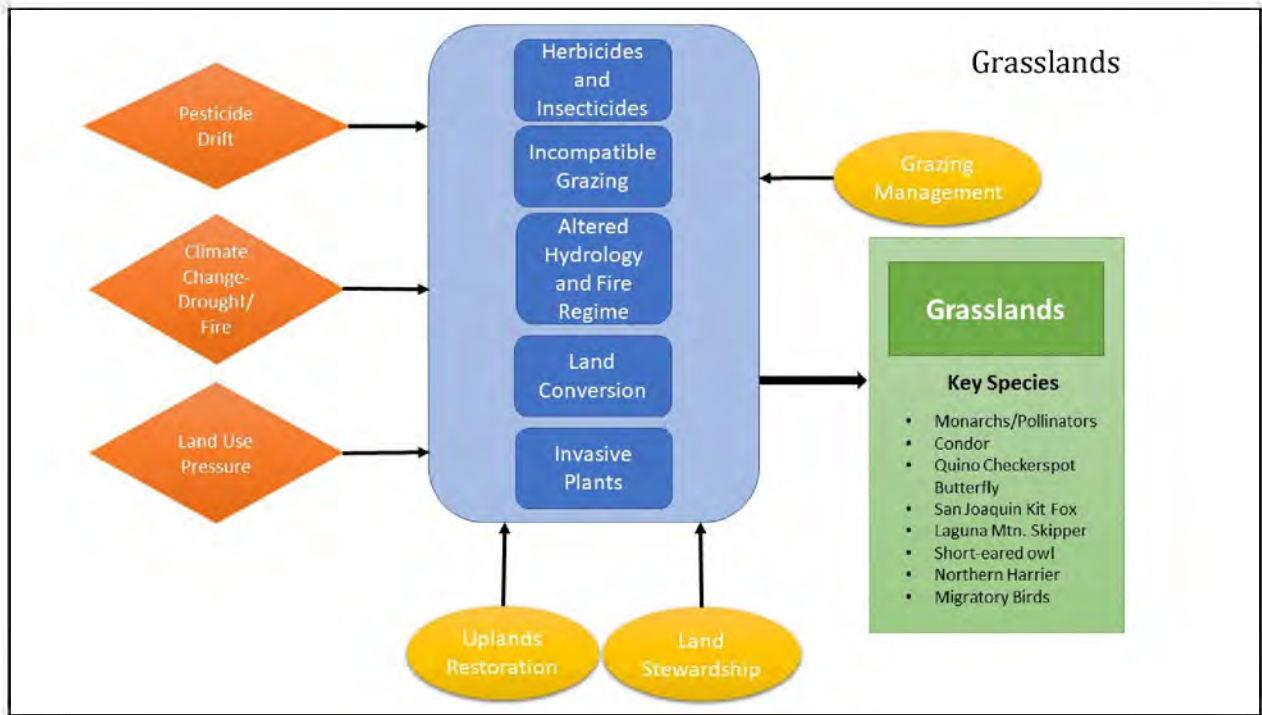 Grasslands
Pesticide
Drift
Climate
Change-
Drought/
Fire
Land Use
Pressure
Herbicides
and
Insecticides
Incompatible
Grazing
Altered
Hydrology
and Fire
Regime
Land
Conversion
Invasive
Plants
Grazing
Management
Grasslands
Key Species
• Monarchs/Pollinators
• Condor
• Quino Checkerspot
Butterfly
• San Joaquin Kit Fox
• Laguna Mtn. Skipper
• Short-eared owl
• Northern Harrier
• Migratory Birds
Uplands
Restoration
Land
Stewardship